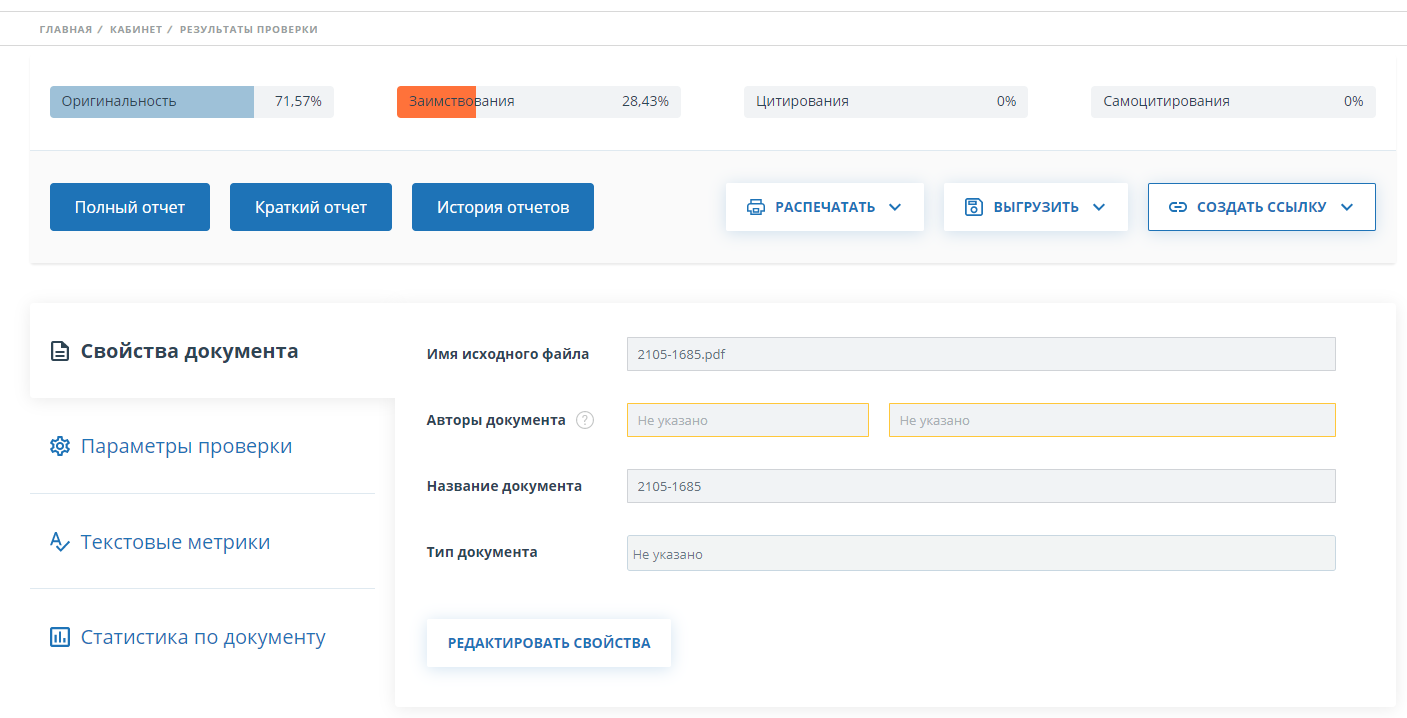 ГЛАВНАЯ / КАБИНЕТ / РЕЗУЛЬТАТЫ ПРОВЕРКИ
Оригинальность 71,57% Заимствования 28,43% Цитирования 0% Самоцитирования 0%
Полный отчет Краткий отчет История отчетов РАСПЕЧАТАТЬ ВЫГРУЗИТЬ СОЗДАТЬ ССЫЛКУ
Свойства документа
Параметры проверки
Текстовые метрики
Статистика по документу
Имя исходного файла 2105-1685.pdf
Авторы документа ? Не указано Не указано
Название документа 2105-1685
Тип документа Не указано
РЕДАКТИРОВАТЬ СВОЙСТВА